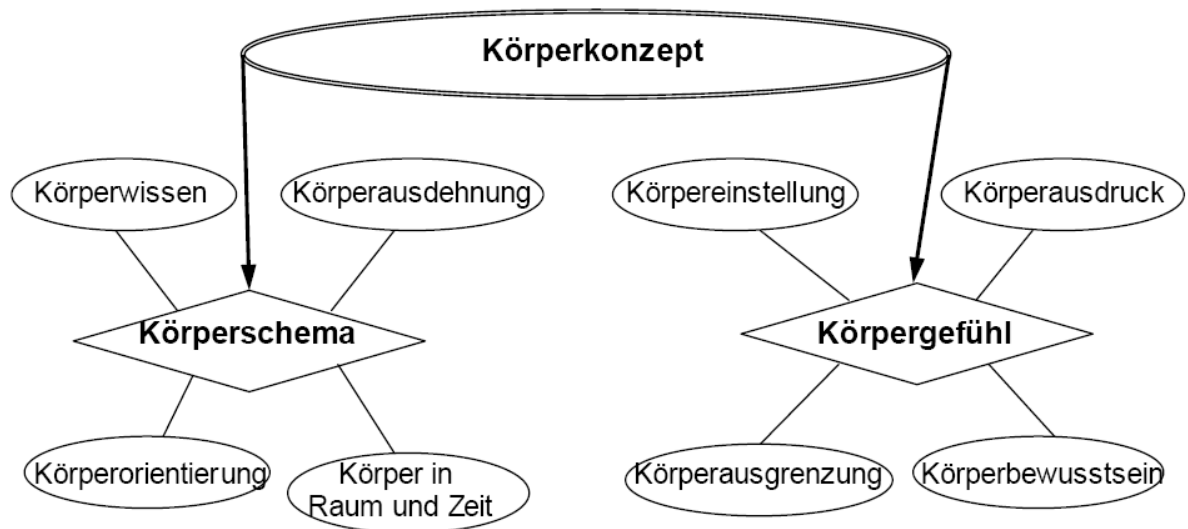 Körperkonzept
Körperwissen
Körperausdehnung
Körpereinstellung
Körperausdruck
Körperschema
Körpergefühl
Körperorientierung
Körper in
Raum und Zeit
Körperausgrenzung
Körperbewusstsein